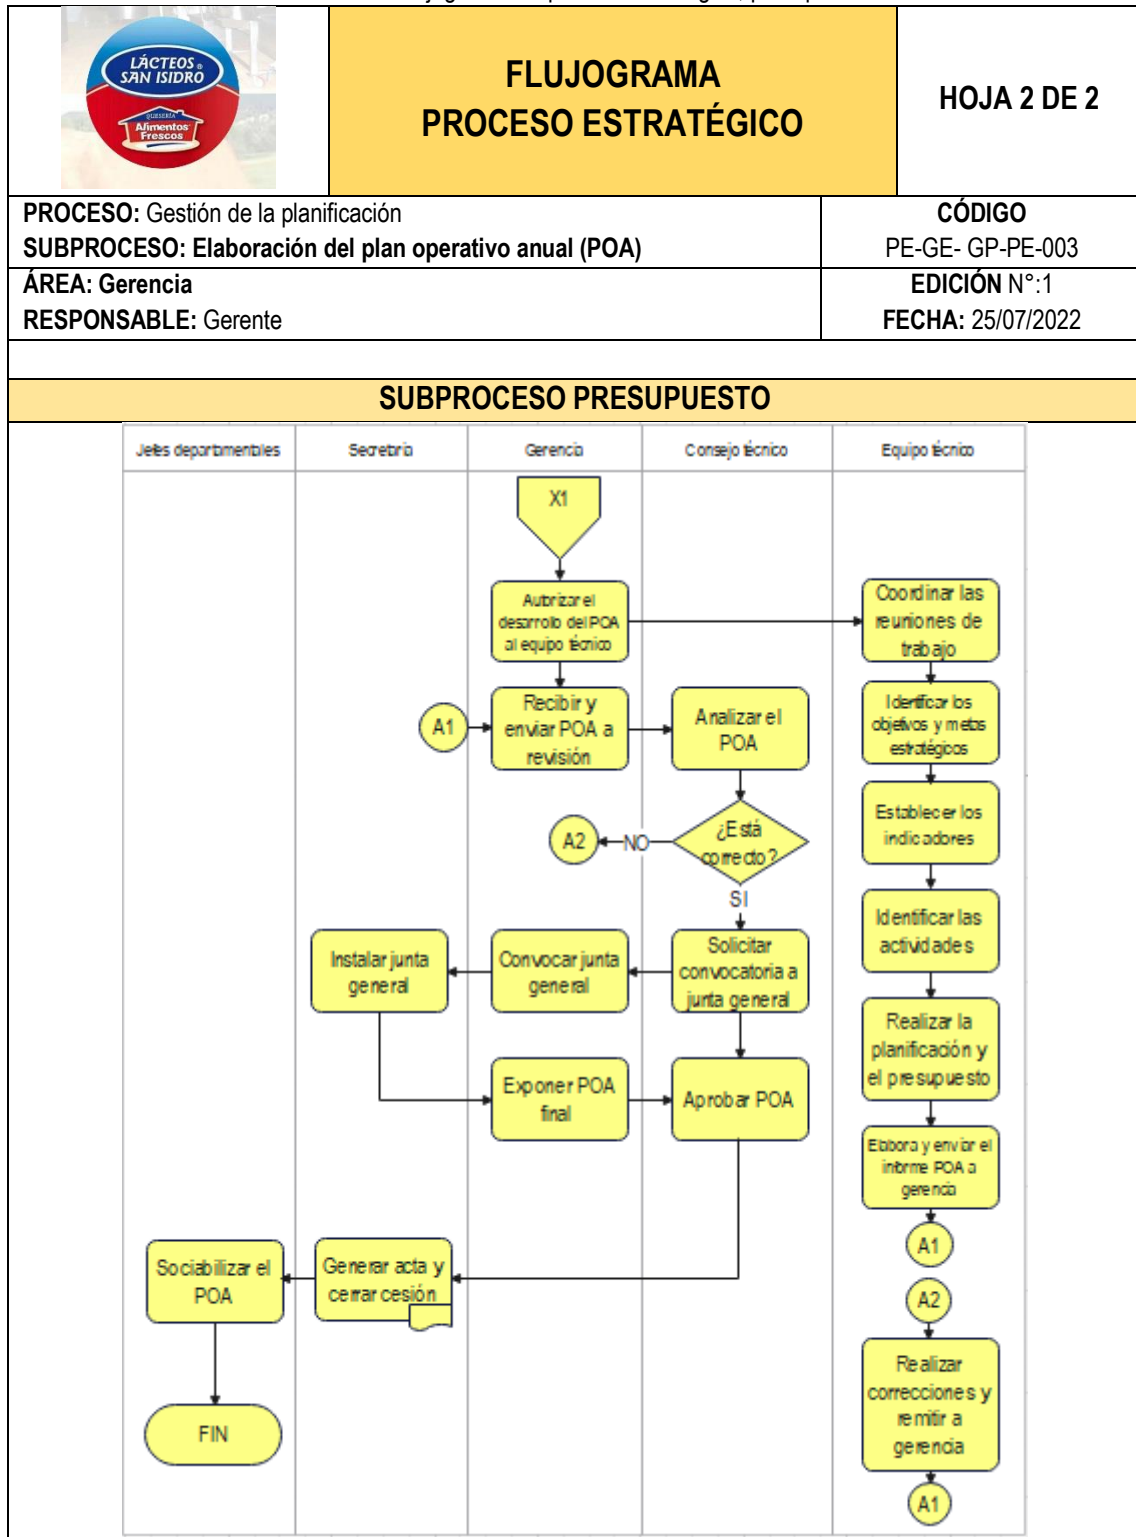 LÁCTEOS ®
SAN ISIDRO
QUESERÍA
Alimentos
Frescos
FLUJOGRAMA
PROCESO ESTRATÉGICO
HOJA 2 DE 2
PROCESO: Gestión de la planificación
SUBPROCESO: Elaboración del plan operativo anual (POA)
CÓDIGO
PE-GE- GP-PE-003
ÁREA: Gerencia
RESPONSABLE: Gerente
EDICIÓN N°:1
FECHA: 25/07/2022
SUBPROCESO PRESUPUESTO
Jefes departamentales
Secretaria
Gerencia
Consejo técnico
Equipo técnico
X1
Autorizar el
desarrollo del POA
al equipo técnico
Coordinar las
reuniones de
trabajo
A1
Recibir y
enviar POA a
revisión
Analizar el
POA
Identificar los
objetivos y metas
estratégicos
A2
NO
¿Está
correcto?
SI
Establecer los
indicadores
Identificar las
actividades
Instalar junta
general
Convocar junta
general
Solicitar
convocatoria a
junta general
Realizar la
planificación y
el presupuesto
Exponer POA
final
Aprobar POA
Elabora y enviar el
informe POA a
gerencia
A1
Sociabilizar el
POA
Generar acta y
cerrar cesión
A2
Realizar
correcciones y
remitir a
gerencia
FIN
A1